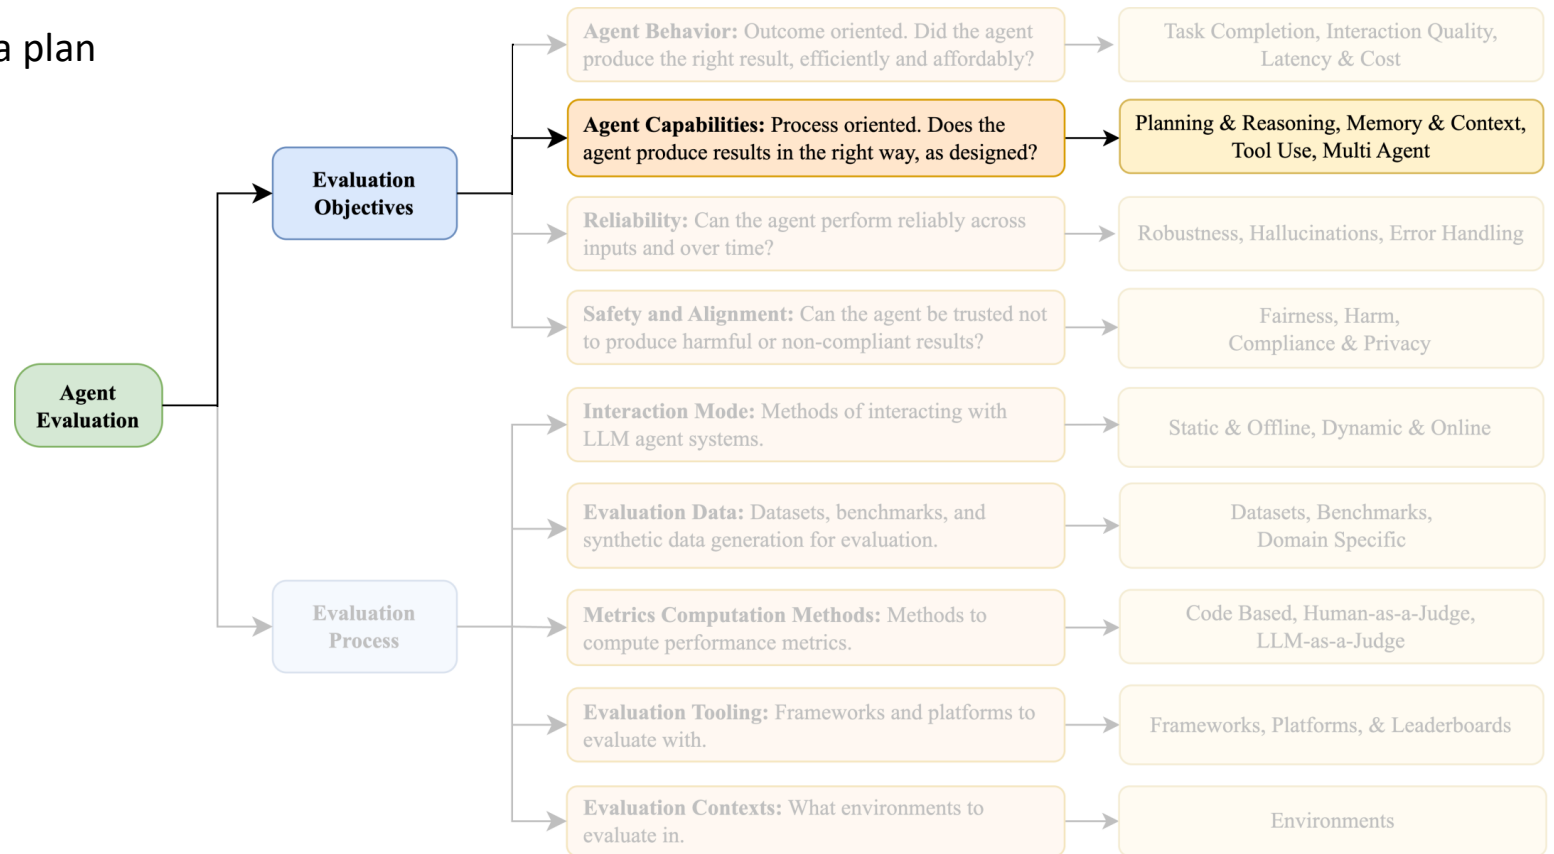 a plan
Agent Behavior: Outcome oriented. Did the agent
produce the right result, efficiently and affordably?
Task Completion, Interaction Quality,
Latency & Cost
Agent Capabilities: Process oriented. Does the
agent produce results in the right way, as designed?
Planning & Reasoning, Memory & Context,
Tool Use, Multi Agent
Evaluation
Objectives
Reliability: Can the agent perform reliably across
inputs and over time?
Robustness, Hallucinations, Error Handling
Safety and Alignment: Can the agent be trusted not
to produce harmful or non-compliant results?
Fairness, Harm,
Compliance & Privacy
Agent
Evaluation
Interaction Mode: Methods of interacting with
LLM agent systems.
Static & Offline, Dynamic & Online
Evaluation Data: Datasets, benchmarks, and
synthetic data generation for evaluation.
Datasets, Benchmarks,
Domain Specific
Evaluation
Process
Metrics Computation Methods: Methods to
compute performance metrics.
Code Based, Human-as-a-Judge,
LLM-as-a-Judge
Evaluation Tooling: Frameworks and platforms to
evaluate with.
Frameworks, Platforms, & Leaderboards
Evaluation Contexts: What environments to
evaluate in.
Environments